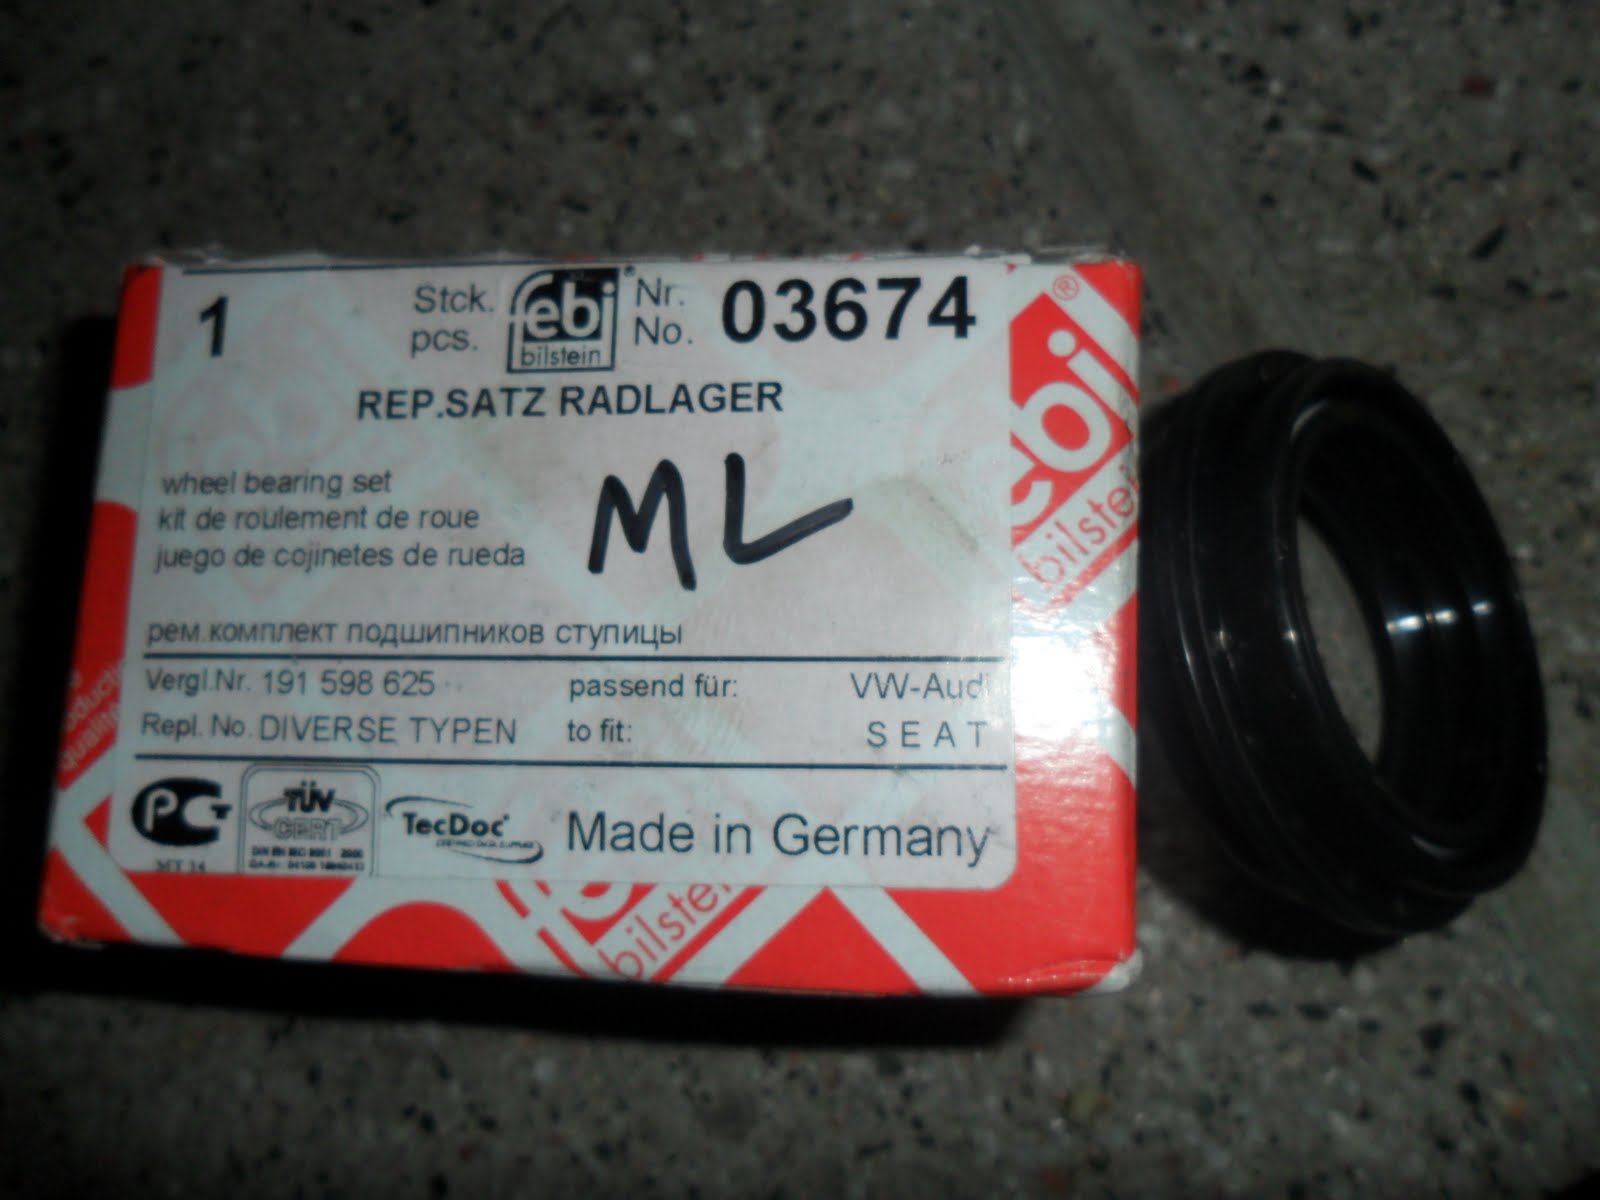 1 Stck. febi® Nr. 03674
pcs. bilstein No.
REP.SATZ RADLAGER
wheel bearing set
kit de roulement de roue
juego de cojinetes de rueda
ML
рем.комплект подшипников ступицы
Vergl.Nr. 191 598 625 passend für: VW-Audi
Repl. No. DIVERSE TYPEN to fit: SEAT
РСТ TÜV CERT TecDoc Made in Germany
febi®
bilstein
bilstein